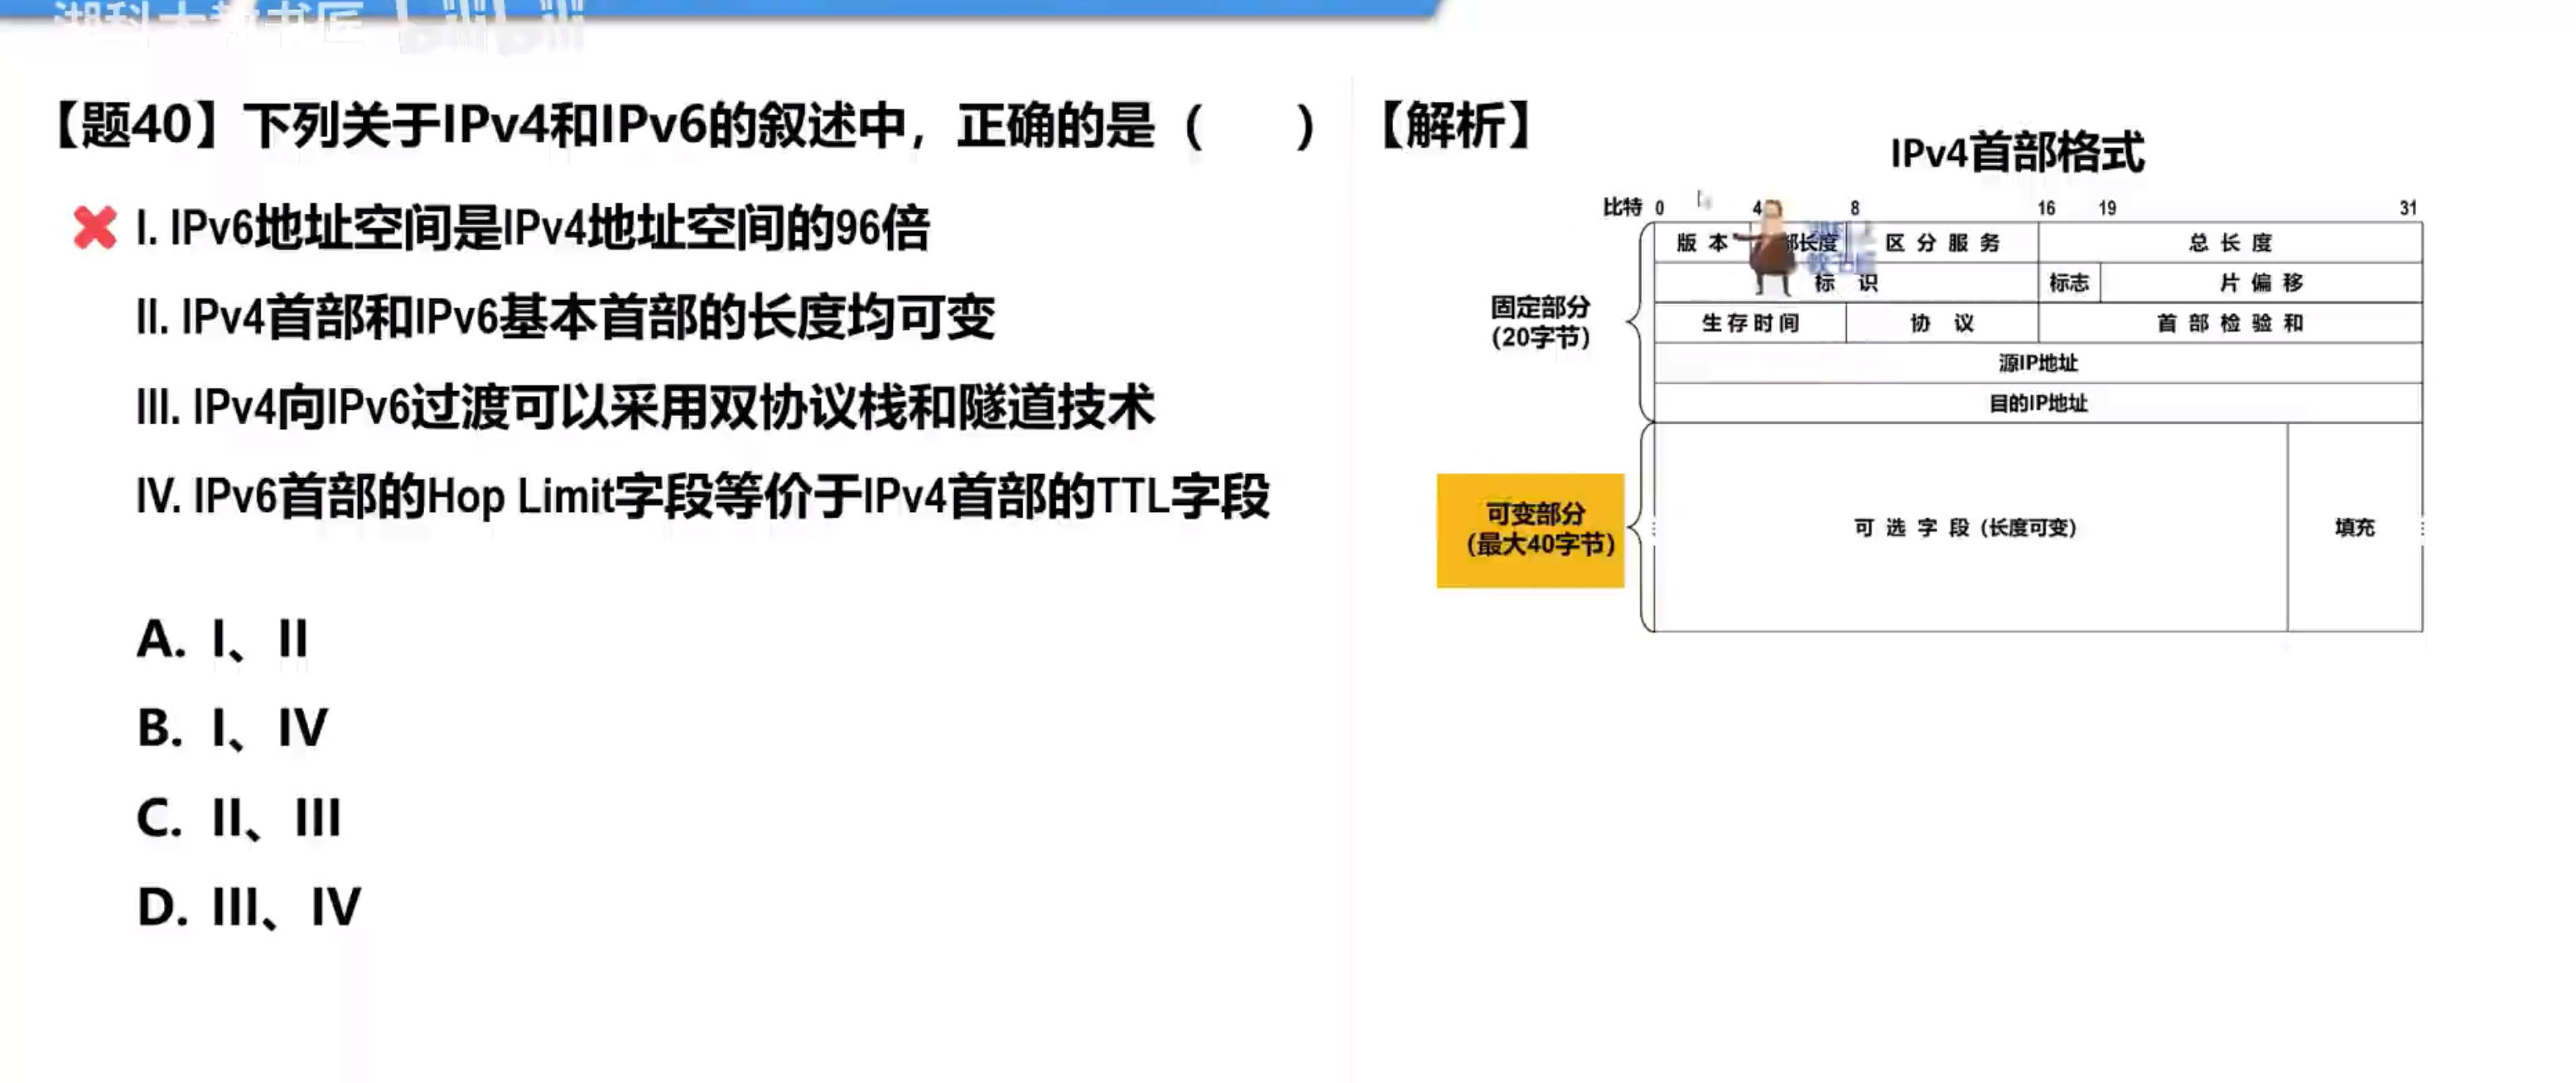 【题40】下列关于IPv4和IPv6的叙述中，正确的是（　　）
I. IPv6地址空间是IPv4地址空间的96倍
II. IPv4首部和IPv6基本首部的长度均可变
III. IPv4向IPv6过渡可以采用双协议栈和隧道技术
IV. IPv6首部的Hop Limit字段等价于IPv4首部的TTL字段
A. I、II
B. I、IV
C. II、III
D. III、IV
【解析】
IPv4首部格式
比特 0 4 8 16 19 31
版 本 部长度 区 分 服 务 总 长 度
标 识 标志 片 偏 移
固定部分
(20字节)
生存时间 协 议 首 部 检 验 和
源IP地址
目的IP地址
可变部分
(最大40字节)
可 选 字 段 (长度可变) 填充